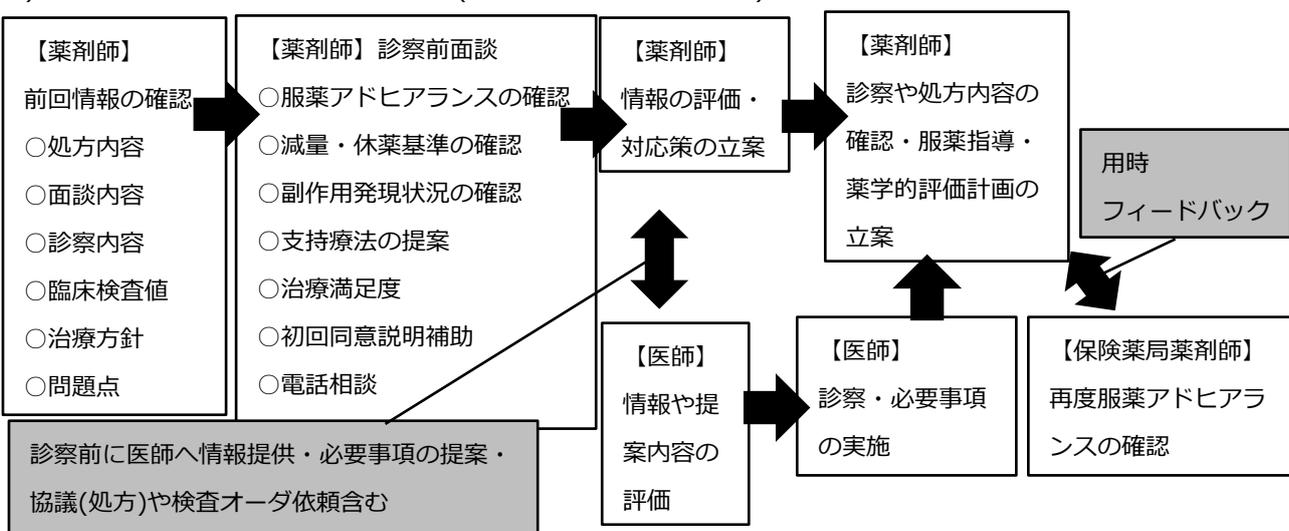 【薬剤師】
前回情報の確認
○処方内容
○面談内容
○診察内容
○臨床検査値
○治療方針
○問題点
【薬剤師】診察前面談
○服薬アドヒアランスの確認
○減量・休薬基準の確認
○副作用発現状況の確認
○支持療法の提案
○治療満足度
○初回同意説明補助
○電話相談
【薬剤師】
情報の評価・
対応策の立案
【薬剤師】
診察や処方内容の
確認・服薬指導・
薬学的評価計画の
立案
用時
フィードバック
【医師】
情報や提
案内容の
評価
【医師】
診察・必要事項
の実施
【保険薬局薬剤師】
再度服薬アドヒアラ
ンスの確認
診察前に医師へ情報提供・必要事項の提案・
協議(処方)や検査オーダ依頼含む